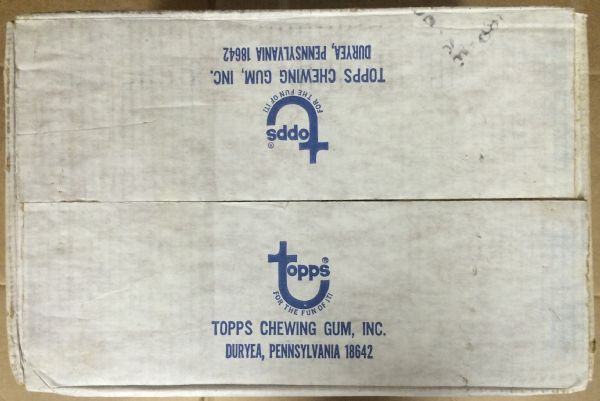 TOPPS CHEWING GUM, INC.
DURYEA, PENNSYLVANIA 18642
topps®
FOR THE FUN OF IT!
topps®
FOR THE FUN OF IT!
TOPPS CHEWING GUM, INC.
DURYEA, PENNSYLVANIA 18642